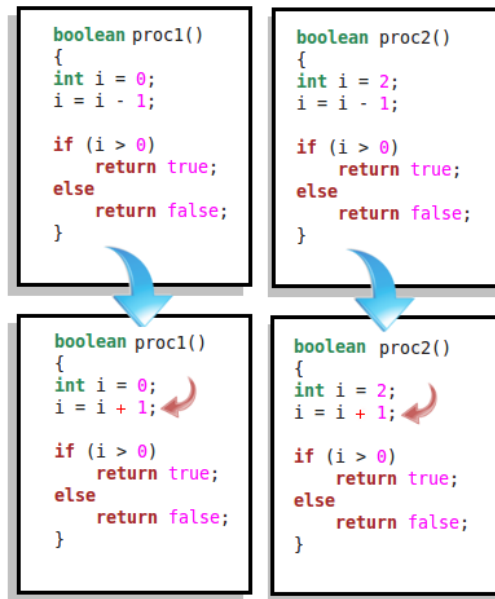 boolean proc1()
{
int i = 0;
i = i - 1;
if (i > 0)
return true;
else
return false;
}
boolean proc2()
{
int i = 2;
i = i - 1;
if (i > 0)
return true;
else
return false;
}
boolean proc1()
{
int i = 0;
i = i + 1;
if (i > 0)
return true;
else
return false;
}
boolean proc2()
{
int i = 2;
i = i + 1;
if (i > 0)
return true;
else
return false;
}